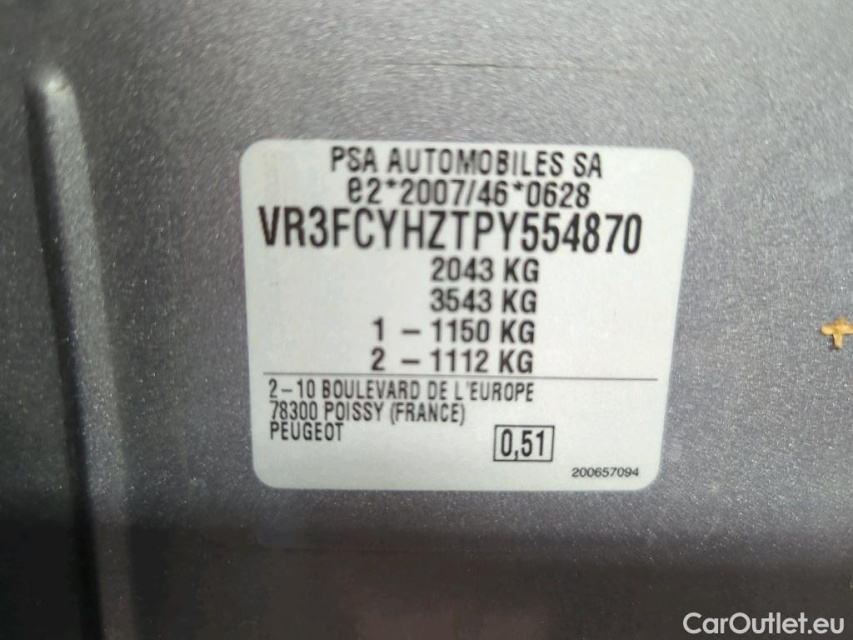 PSA AUTOMOBILES SA
e2*2007/46*0628
VR3FCYHZTPY554870
2043 KG
3543 KG
1 – 1150 KG
2 – 1112 KG
2–10 BOULEVARD DE L'EUROPE
78300 POISSY (FRANCE)
PEUGEOT
0,51
200657094
CarOutlet.eu